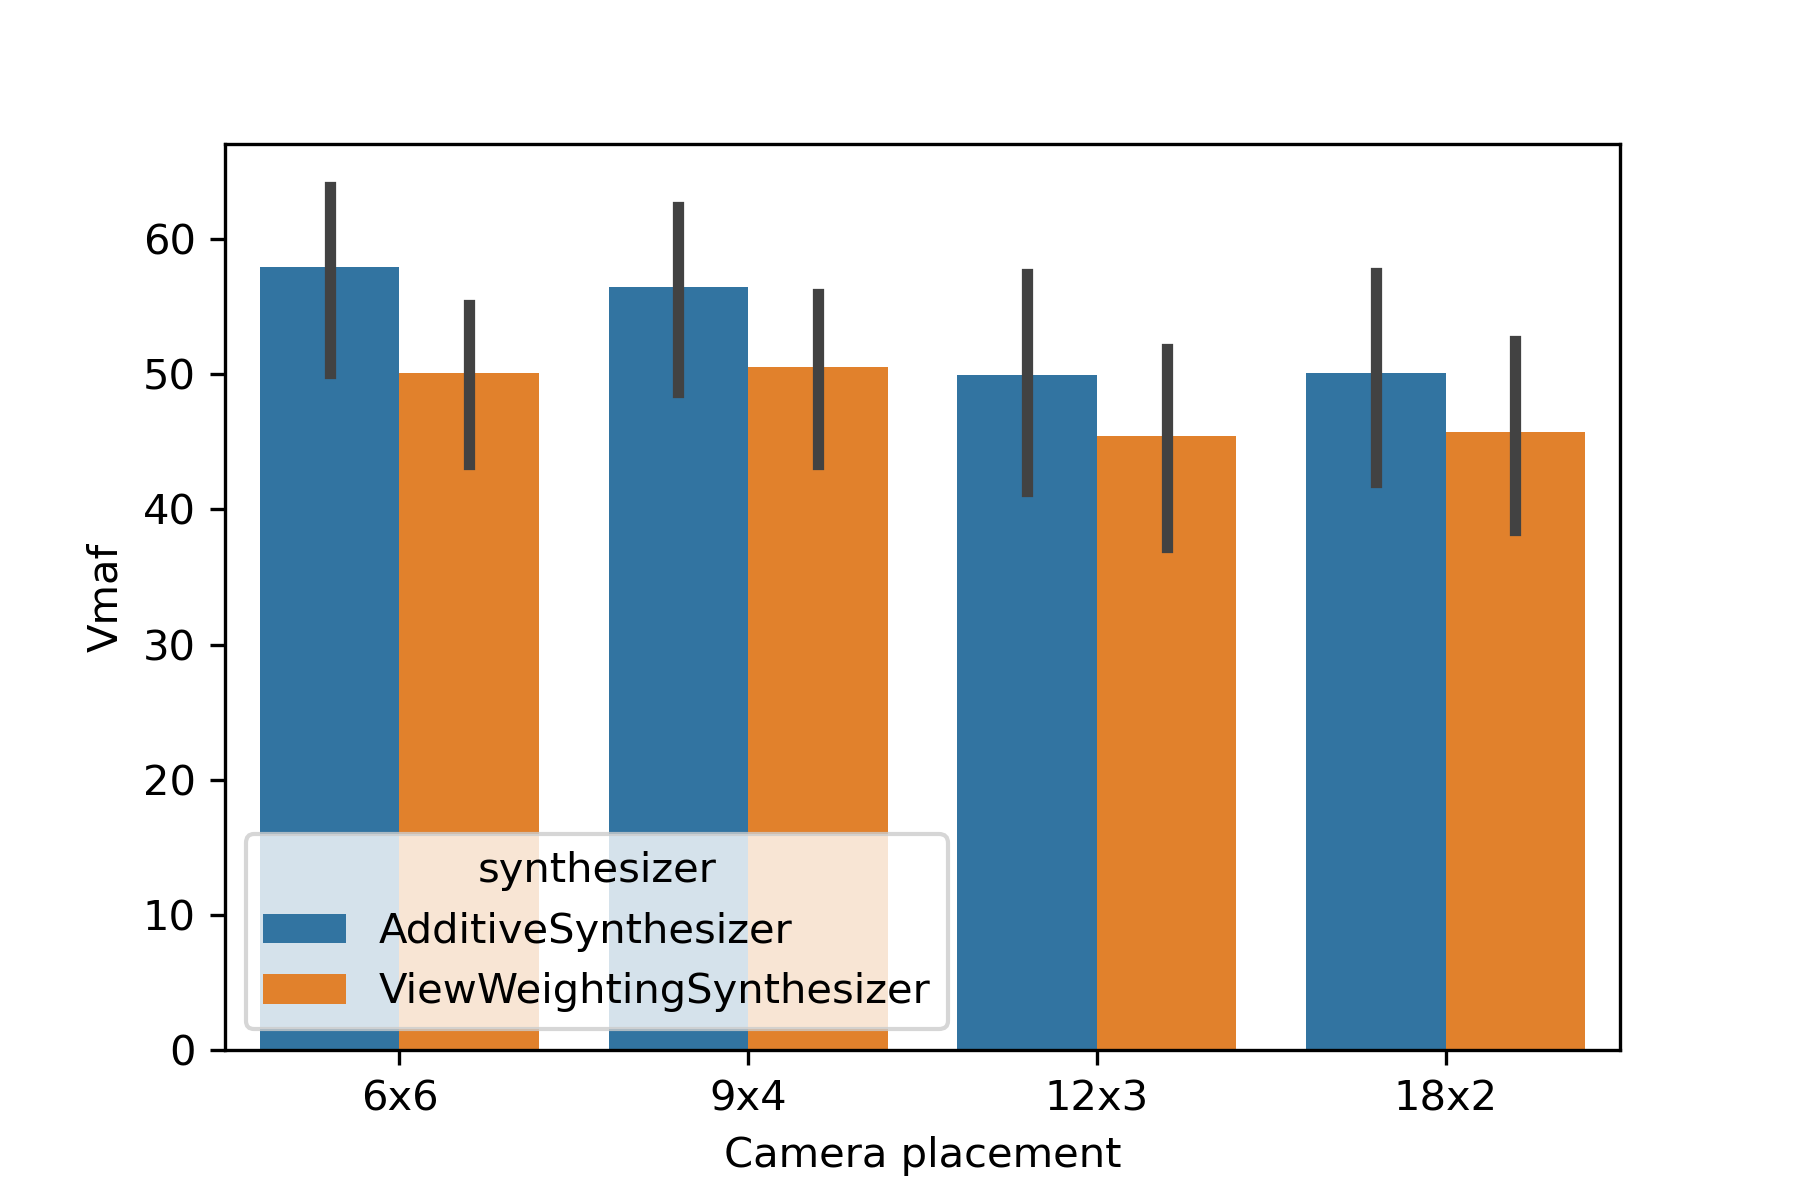 60
50
40
30
20
10
0
Vmaf
synthesizer
AdditiveSynthesizer
ViewWeightingSynthesizer
6x6
9x4
12x3
18x2
Camera placement